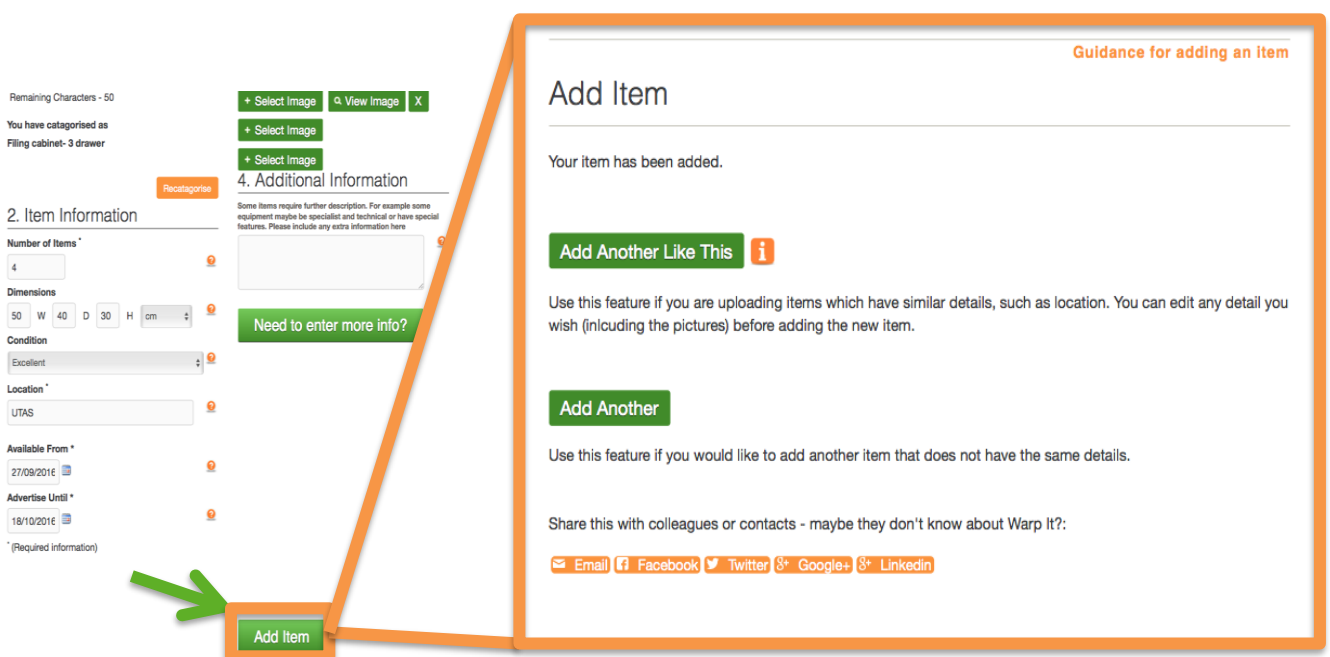 Remaining Characters - 50
You have catagorised as
Filing cabinet- 3 drawer
Recatagorise
2. Item Information
Number of Items *
4
Dimensions
50 W 40 D 30 H cm
Condition
Excellent
Location *
UTAS
Available From *
27/09/2016
Advertise Until *
18/10/2016
* (Required information)
+ Select Image View Image X
+ Select Image
+ Select Image
4. Additional Information
Some items require further description. For example some
equipment maybe be specialist and technical or have special
features. Please include any extra information here
Need to enter more info?
Add Item
Guidance for adding an item
Add Item
Your item has been added.
Add Another Like This i
Use this feature if you are uploading items which have similar details, such as location. You can edit any detail you
wish (inlcuding the pictures) before adding the new item.
Add Another
Use this feature if you would like to add another item that does not have the same details.
Share this with colleagues or contacts - maybe they don't know about Warp It?:
Email f Facebook Twitter g+ Google+ g+ Linkedin